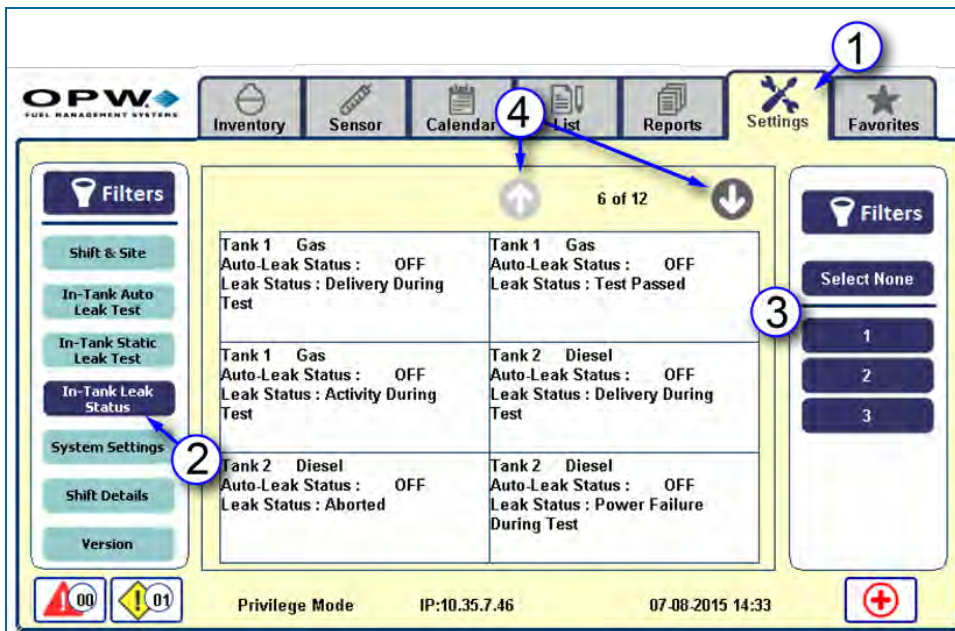 1
OPW
FUEL MANAGEMENT SYSTEMS
Inventory
Sensor
Calendar
4
List
Reports
Settings
Favorites
Filters
Shift & Site
In-Tank Auto
Leak Test
In-Tank Static
Leak Test
In-Tank Leak
Status
2
System Settings
Shift Details
Version
6 of 12
Tank 1 Gas
Auto-Leak Status : OFF
Leak Status : Delivery During
Test
Tank 1 Gas
Auto-Leak Status : OFF
Leak Status : Test Passed
Tank 1 Gas
Auto-Leak Status : OFF
Leak Status : Activity During
Test
Tank 2 Diesel
Auto-Leak Status : OFF
Leak Status : Delivery During
Test
Tank 2 Diesel
Auto-Leak Status : OFF
Leak Status : Aborted
Tank 2 Diesel
Auto-Leak Status : OFF
Leak Status : Power Failure
During Test
Filters
Select None
3
1
2
3
00
01
Privilege Mode
IP:10.35.7.46
07-08-2015 14:33